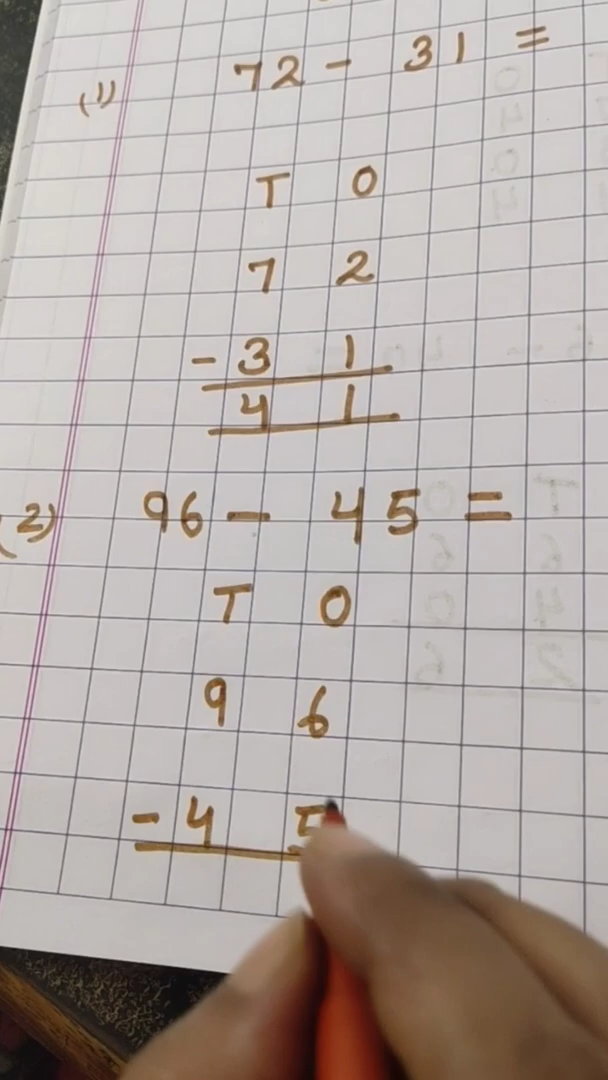 (1) 72 - 31 =
T O
7 2
- 3 1
4 1
(2) 96 - 45 =
T O
9 6
- 4 5